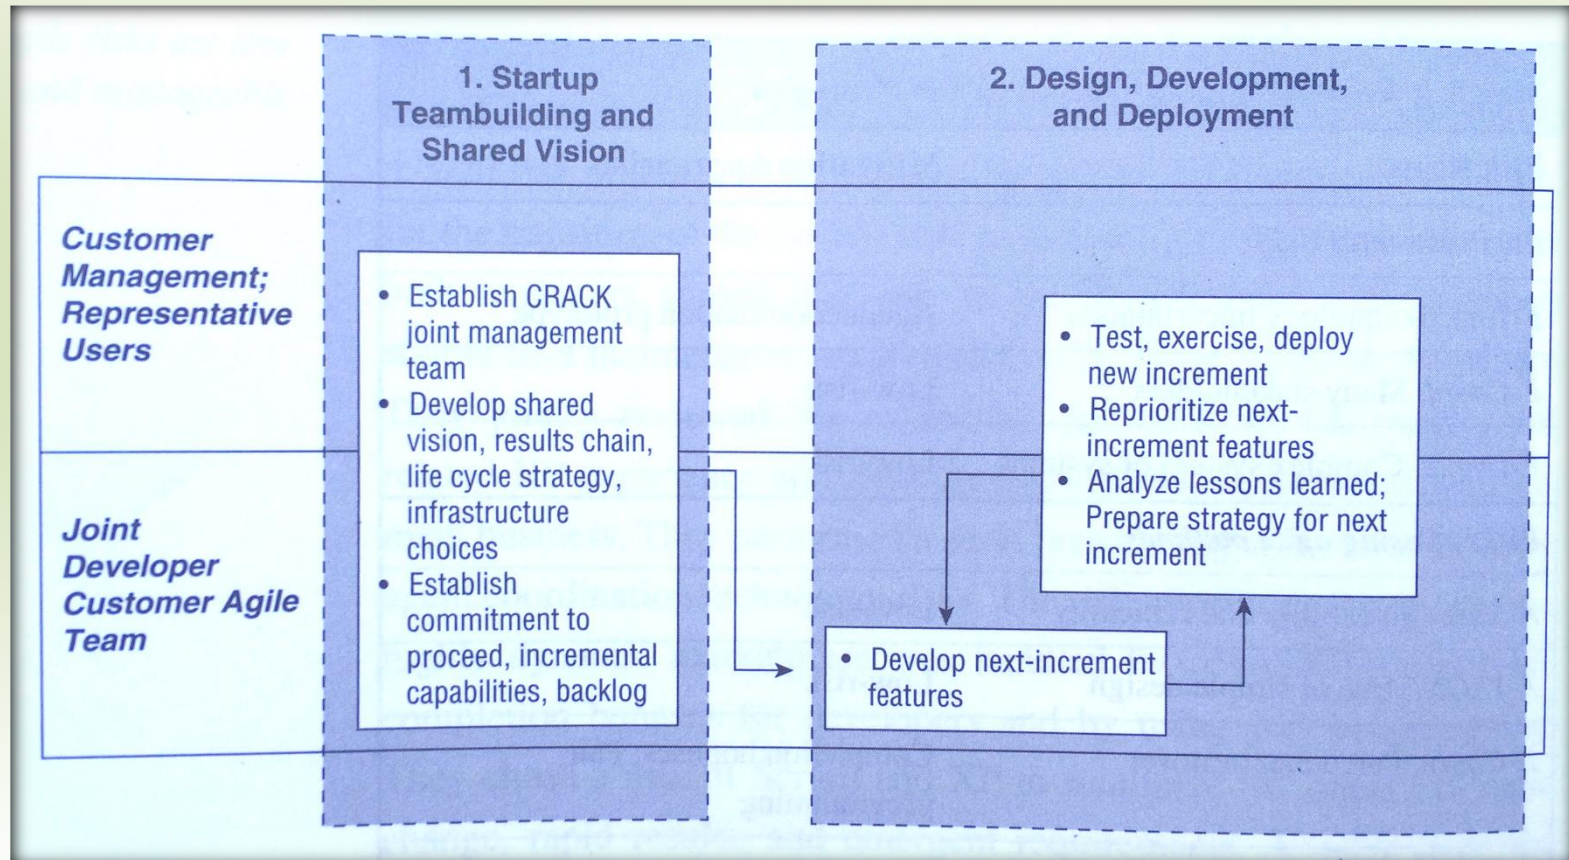 1. Startup
Teambuilding and
Shared Vision
2. Design, Development,
and Deployment
Customer
Management;
Representative
Users
• Establish CRACK
joint management
team
• Develop shared
vision, results chain,
life cycle strategy,
infrastructure
choices
• Establish
commitment to
proceed, incremental
capabilities, backlog
• Test, exercise, deploy
new increment
• Reprioritize next-
increment features
• Analyze lessons learned;
Prepare strategy for next
increment
Joint
Developer
Customer Agile
Team
• Develop next-increment
features